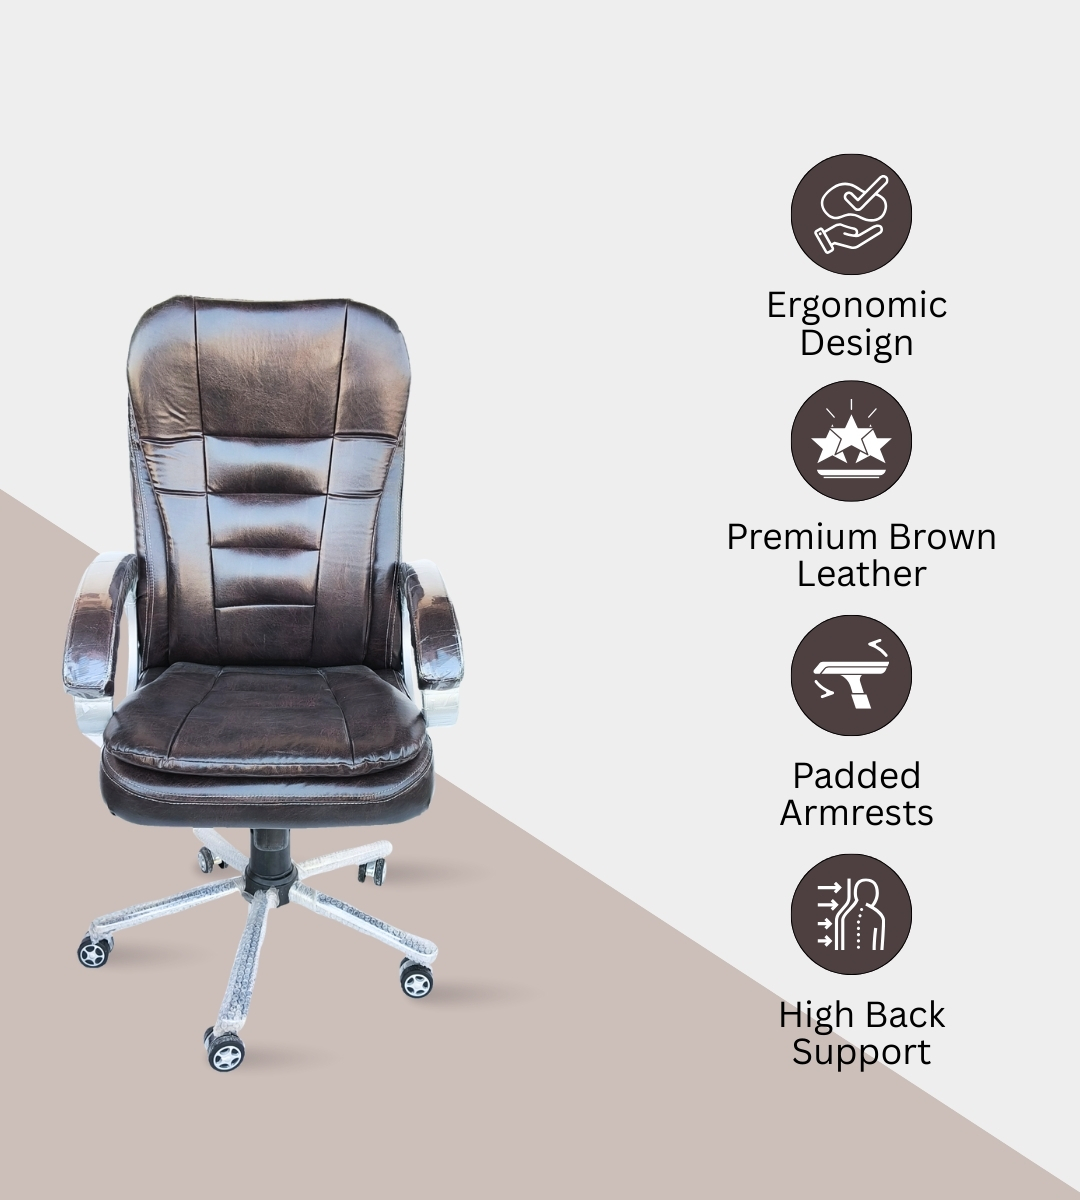 Ergonomic
Design
Premium Brown
Leather
Padded
Armrests
High Back
Support